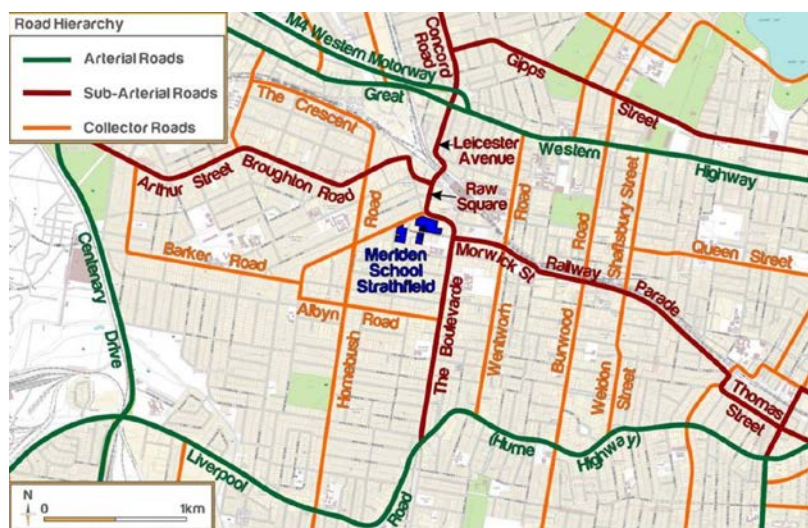 Road Hierarchy
Arterial Roads
Sub-Arterial Roads
Collector Roads
M4 Western Motorway
Concord
Road
Gipps
Street
Great
Western
Highway
The Crescent
Leicester
Avenue
Raw
Square
Arthur Street
Broughton Road
Road
Barker Road
Meriden
School
Strathfield
Morwick St
Railway
Parade
Road
Road
Shaftsbury Street
Queen Street
Centenary
Drive
Albyn
Road
Homebush
The Boulevarde
Wentworh
Burwood
Weldon
Street
Thomas
Street
Liverpool
Road
(Hume
Highway)
N
0
1km